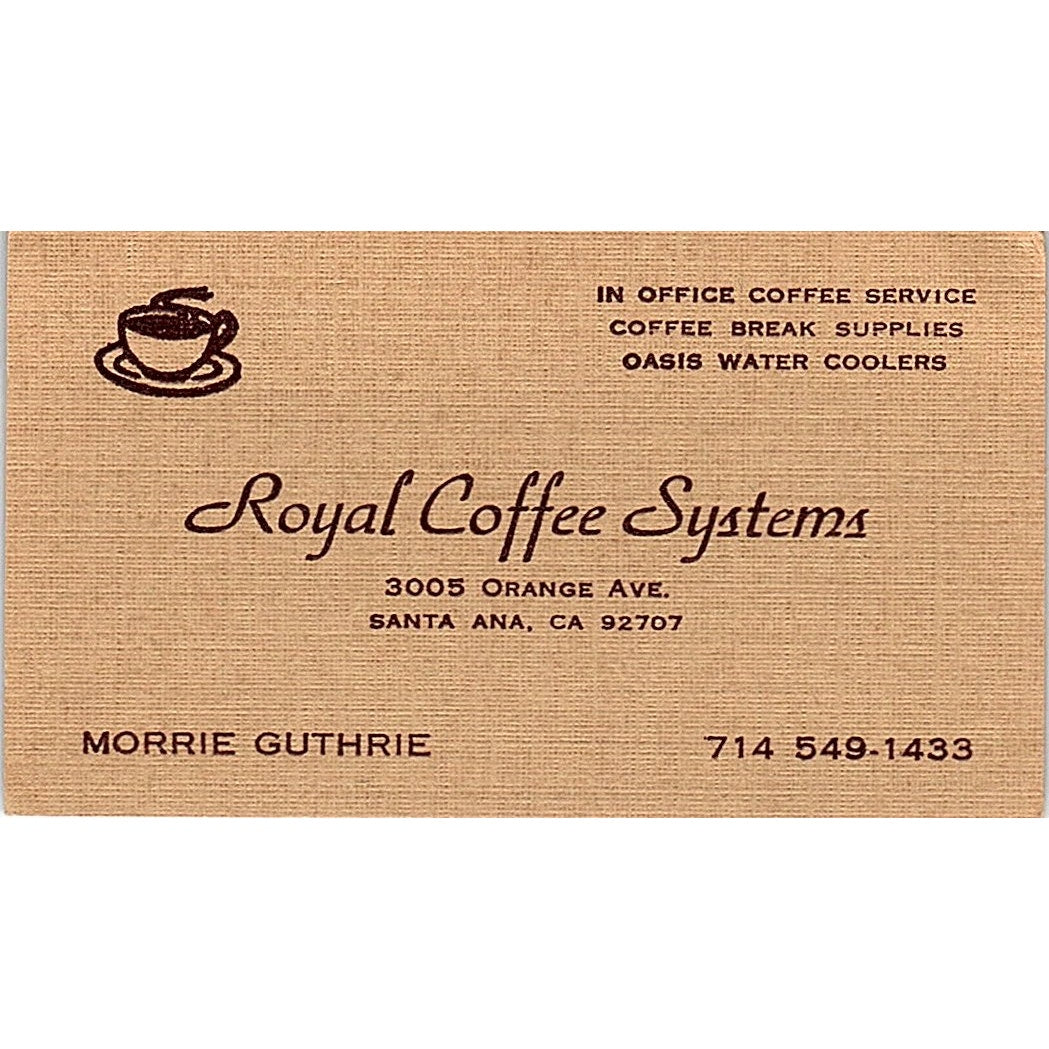 IN OFFICE COFFEE SERVICE
COFFEE BREAK SUPPLIES
OASIS WATER COOLERS
Royal Coffee Systems
3005 ORANGE AVE.
SANTA ANA, CA 92707
MORRIE GUTHRIE
714 549-1433